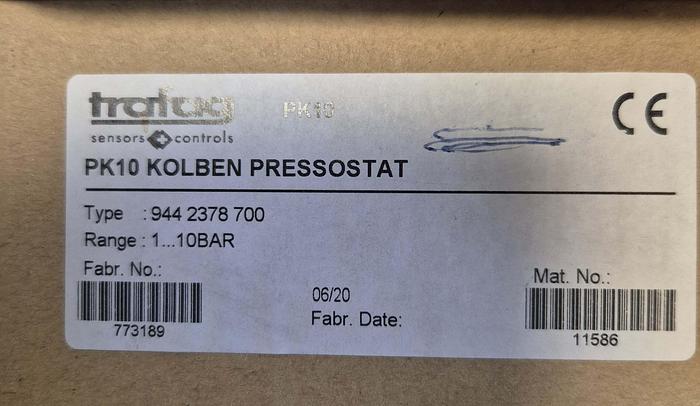 trafag PK10 CE
sensors controls
PK10 KOLBEN PRESSOSTAT
Type : 944 2378 700
Range : 1...10BAR
Fabr. No.: Mat. No.:
06/20
773189 Fabr. Date: 11586